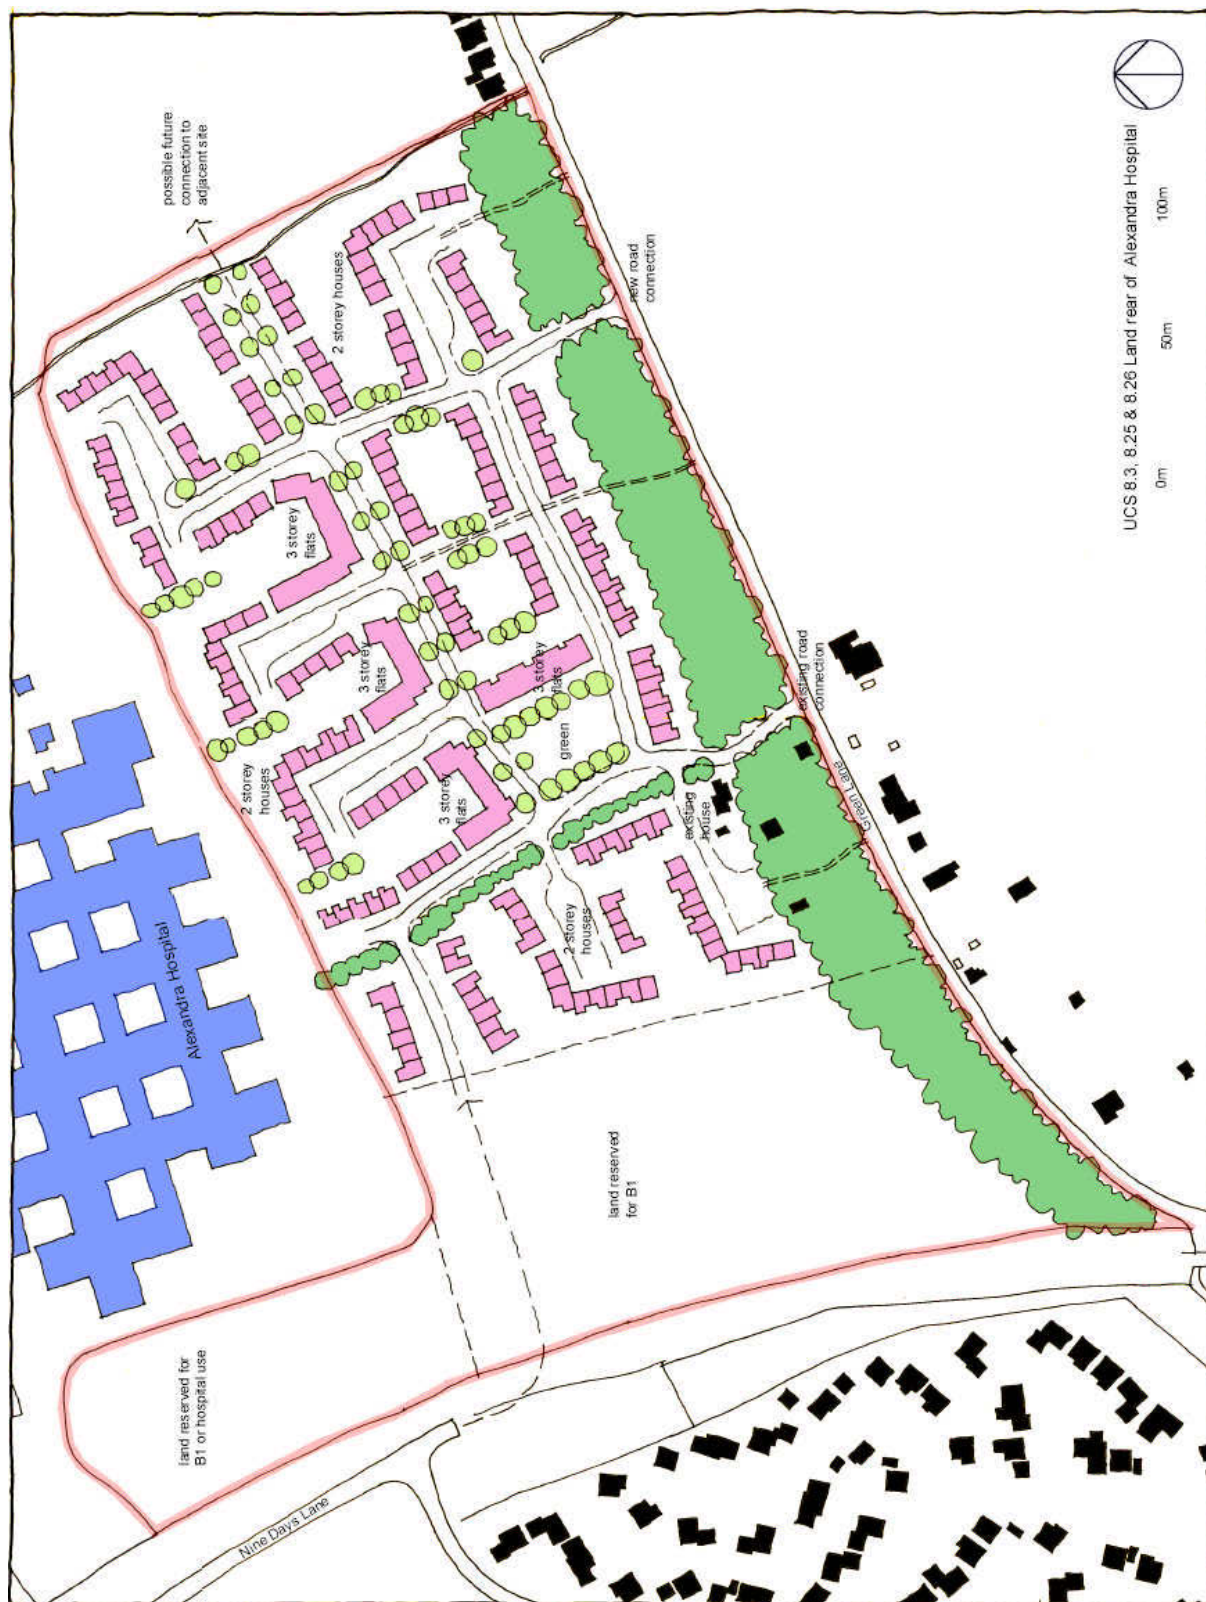 possible future
connection to
adjacent site
2 storey houses
new road
connection
3 storey
flats
3 storey
flats
3 storey
flats
green
existing road
connection
2 storey
houses
3 storey
flats
existing
house
Green Lane
2 storey
houses
Alexandra Hospital
land reserved
for B1
land reserved for
B1 or hospital use
Nine Days Lane
UCS 8.3, 8.25 & 8.26 Land rear of Alexandra Hospital
0m 50m 100m